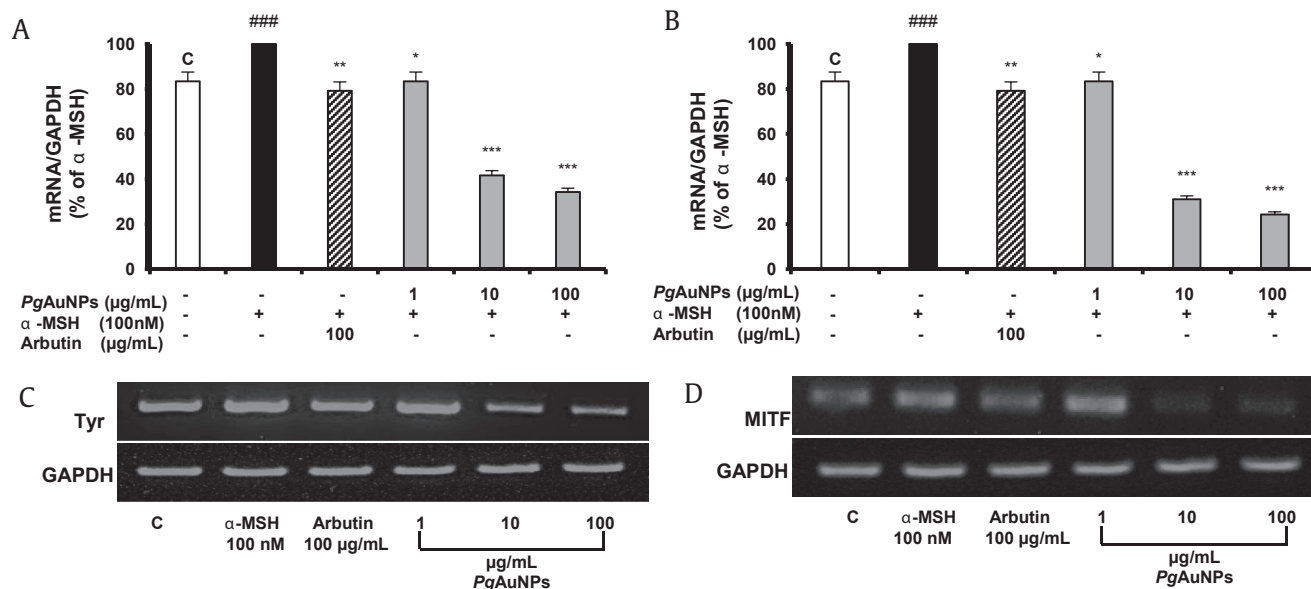 A
###
C
**
*
***
***
100
80
60
40
20
0
mRNA/GAPDH
(% of α -MSH)
PgAuNPs (µg/mL) - - - 1 10 100
α -MSH (100nM) - + + + + +
Arbutin (µg/mL) - - 100 - - -
B
###
C
**
*
***
***
100
80
60
40
20
0
mRNA/GAPDH
(% of α -MSH)
PgAuNPs (µg/mL) - - - 1 10 100
α -MSH (100nM) - + + + + +
Arbutin (µg/mL) - - 100 - - -
C
Tyr
GAPDH
C α-MSH Arbutin 1 10 100
100 nM 100 µg/mL
µg/mL
PgAuNPs
D
MITF
GAPDH
C α-MSH Arbutin 1 10 100
100 nM 100 µg/mL
µg/mL
PgAuNPs